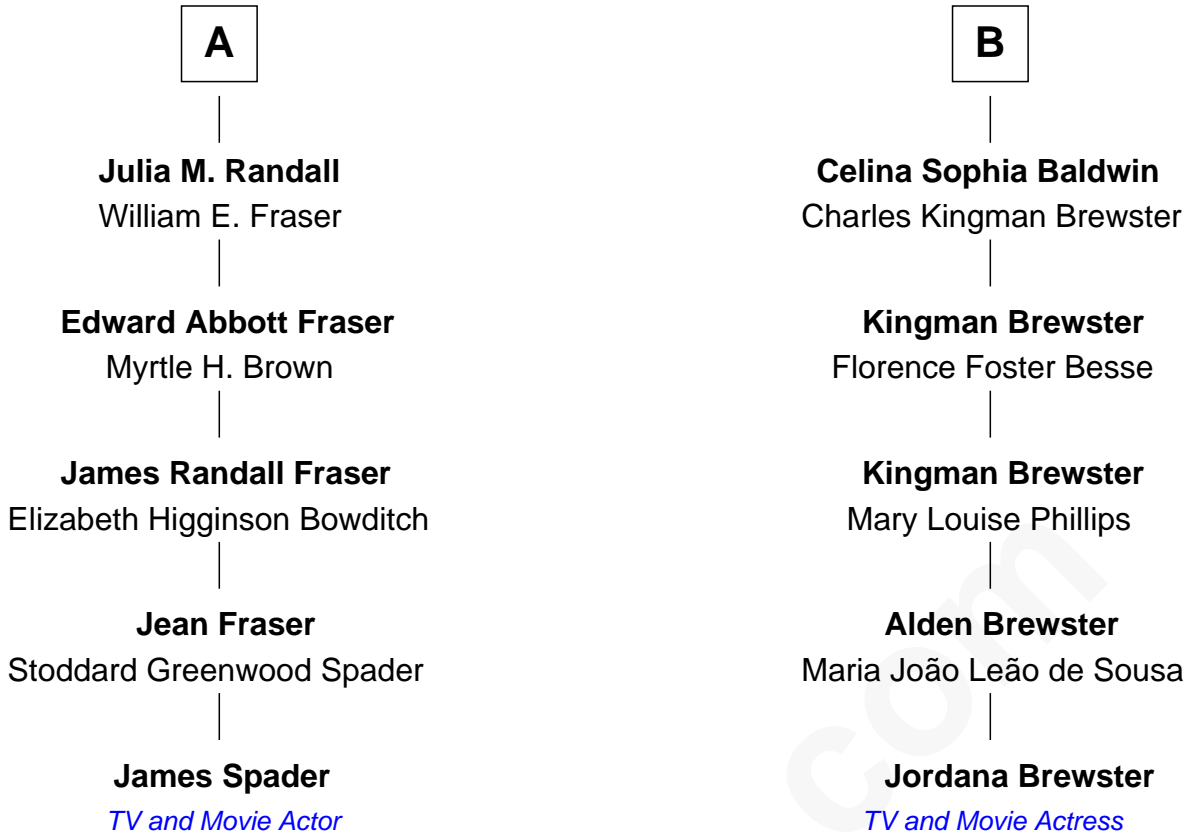 A
Julia M. Randall
William E. Fraser
Edward Abbott Fraser
Myrtle H. Brown
James Randall Fraser
Elizabeth Higginson Bowditch
Jean Fraser
Stoddard Greenwood Spader
James Spader
TV and Movie Actor
B
Celina Sophia Baldwin
Charles Kingman Brewster
Kingman Brewster
Florence Foster Besse
Kingman Brewster
Mary Louise Phillips
Alden Brewster
Maria João Leão de Sousa
Jordana Brewster
TV and Movie Actress
com